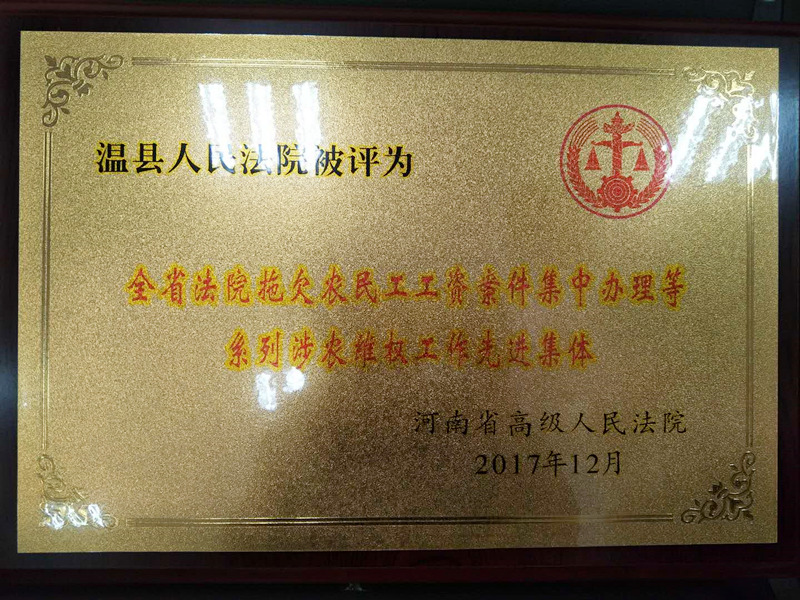 温县人民法院被评为
全省法院拖欠农民工工资案件集中办理等
系列涉农维权工作先进集体
河南省高级人民法院
2017年12月